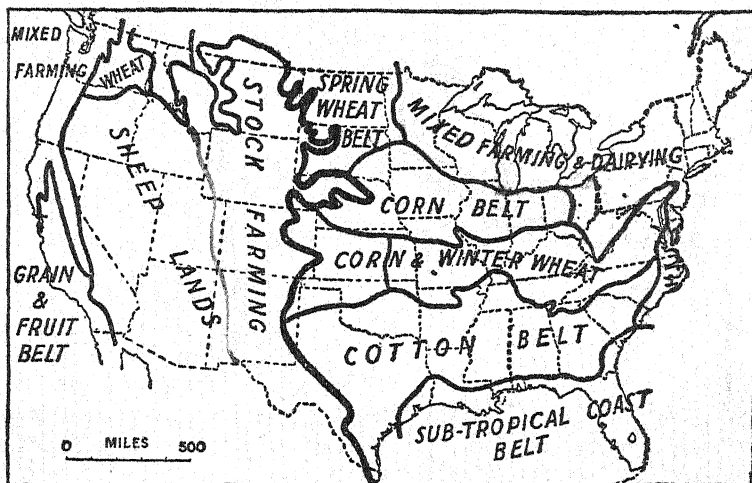 MIXED
FARMING
WHEAT
STOCK
FARMING
SPRING
WHEAT
BELT
MIXED FARMING & DAIRYING
SHEEP
LANDS
CORN BELT
CORN & WINTER WHEAT
GRAIN
&
FRUIT
BELT
COTTON BELT
SUB-TROPICAL COAST
BELT
0 MILES 500